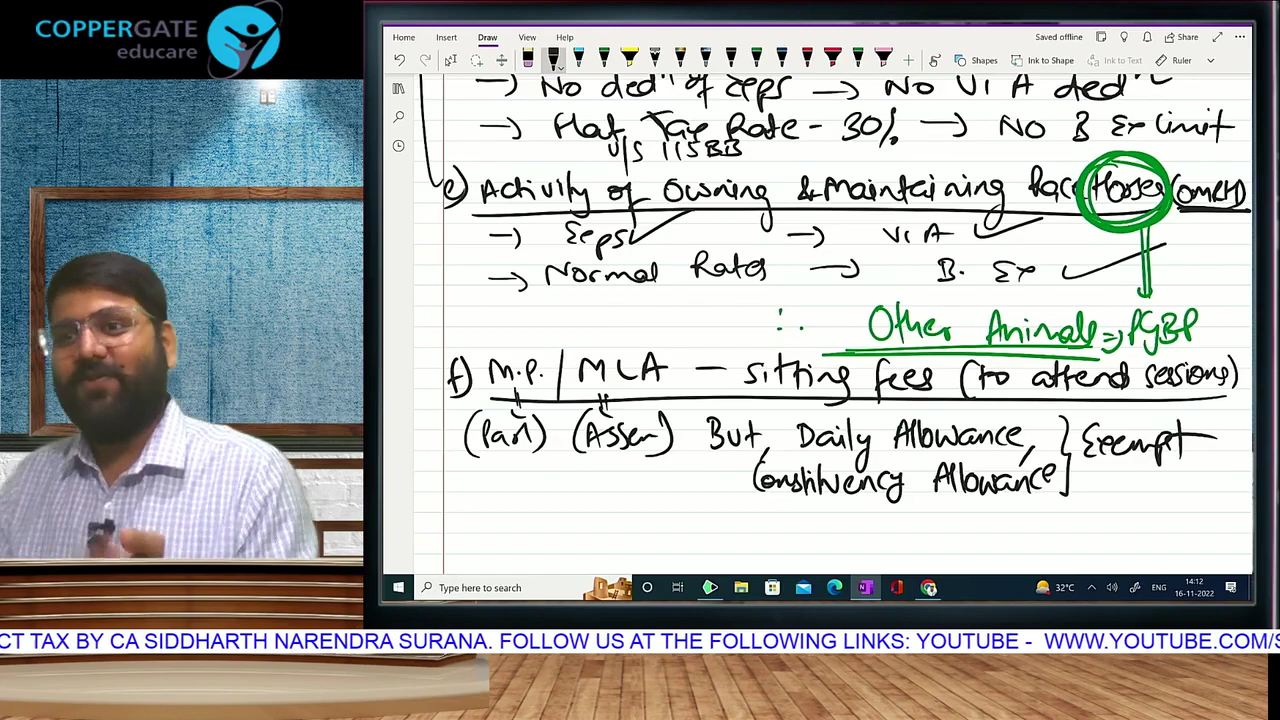 COPPERGATE
educare
Home Insert Draw View Help
Saved offline
Share
Shapes
Ink to Shape
Ink to Text
Ruler
→ No dedn of Exps → No VI A dedn
→ Flat Tax Rate - 30% → No B Ex limit
U/S 115BB
e) Activity of Owning & Maintaining Race Horses (OMRH)
→ Exps ✓ → VI A ✓
→ Normal Rates → B. Ex ✓
∴ Other Animals ⇒ PGBP
f) M.P. / MLA - sitting fees (to attend sessions)
(Parl) (Assem) But, Daily Allowance, } Exempt
Constituency Allowance
Type here to search
32°C
ENG
14:12
16-11-2022
CT TAX BY CA SIDDHARTH NARENDRA SURANA. FOLLOW US AT THE FOLLOWING LINKS: YOUTUBE - WWW.YOUTUBE.COM/S